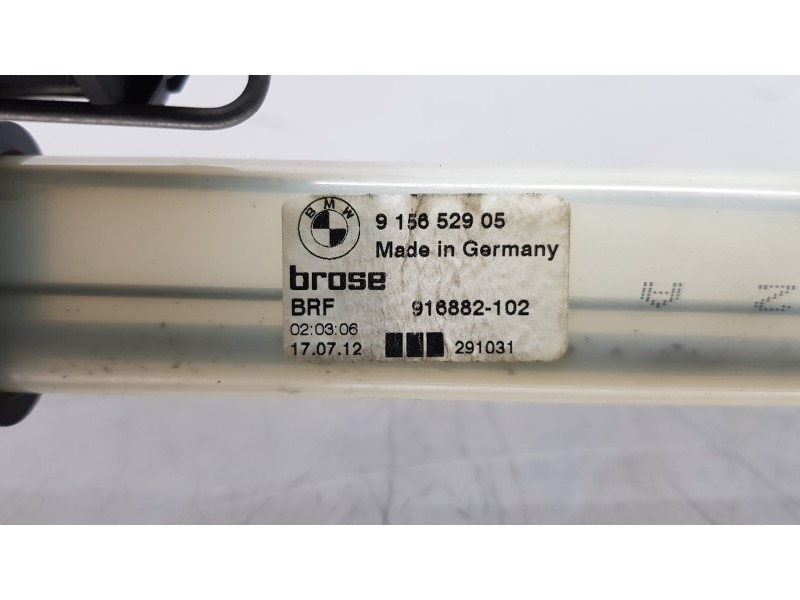 BMW
9 156 529 05
Made in Germany
brose
BRF 916882-102
02:03:06
17.07.12 291031